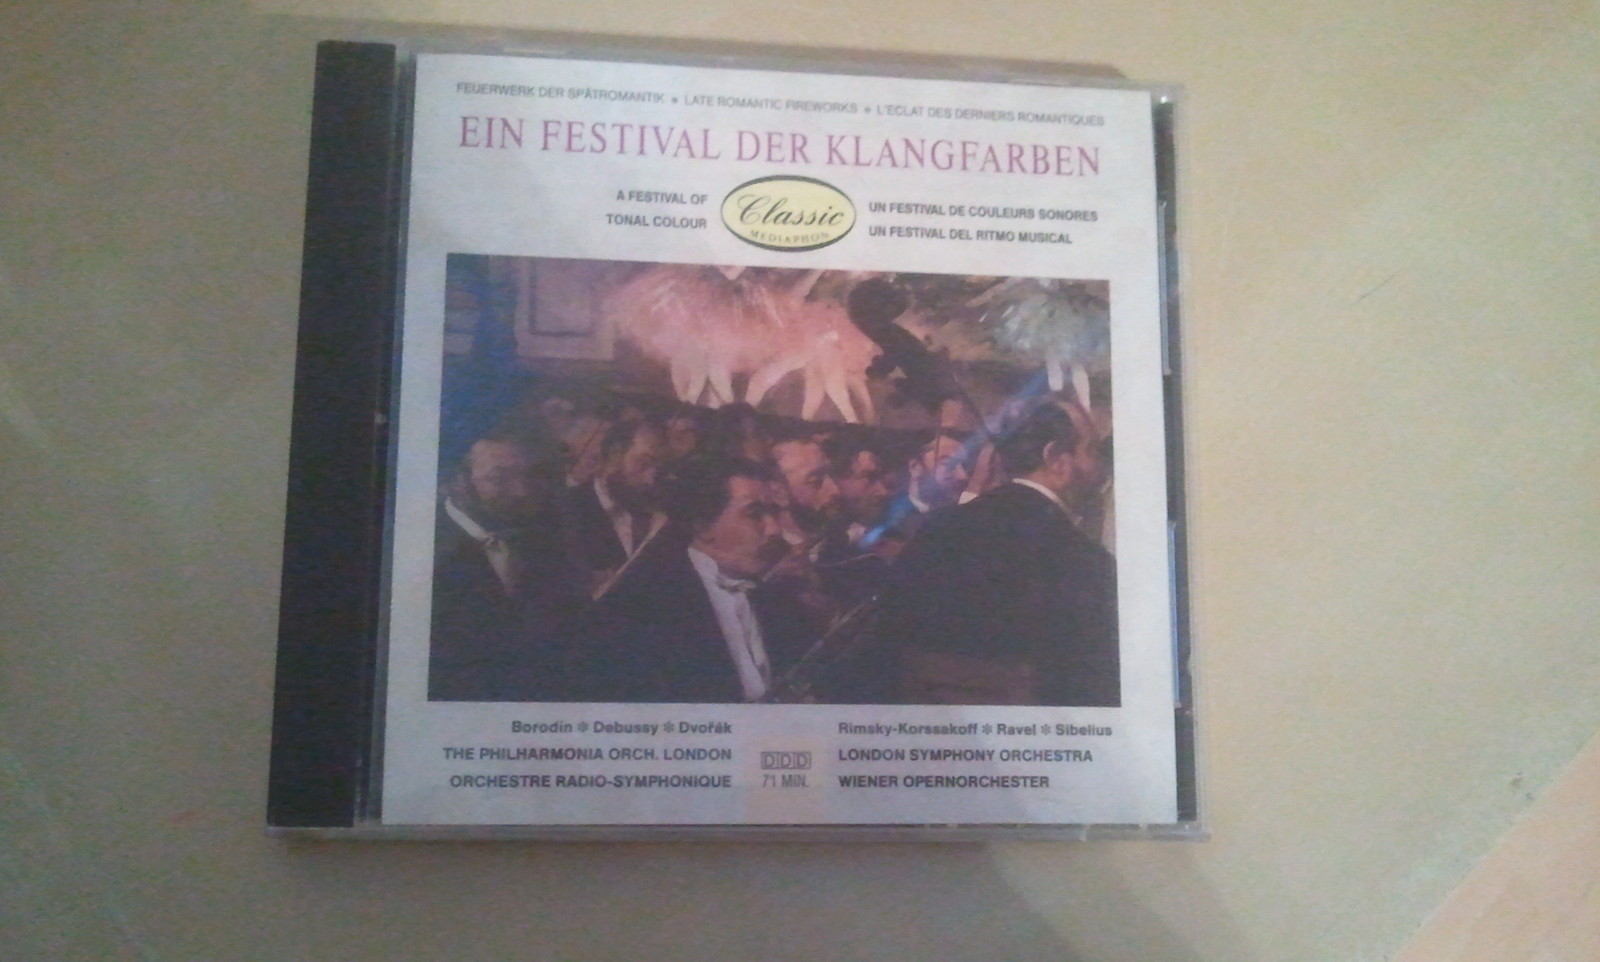 FEUERWERK DER SPÄTROMANTIK ✻ LATE ROMANTIC FIREWORKS ✻ L'ECLAT DES DERNIERS ROMANTIQUES
EIN FESTIVAL DER KLANGFARBEN
A FESTIVAL OF
TONAL COLOUR
Classic
MEDIAPHON
UN FESTIVAL DE COULEURS SONORES
UN FESTIVAL DEL RITMO MUSICAL
Borodin ✻ Debussy ✻ Dvořák
THE PHILHARMONIA ORCH. LONDON
ORCHESTRE RADIO-SYMPHONIQUE
DDD
71 MIN.
Rimsky-Korssakoff ✻ Ravel ✻ Sibelius
LONDON SYMPHONY ORCHESTRA
WIENER OPERNORCHESTER